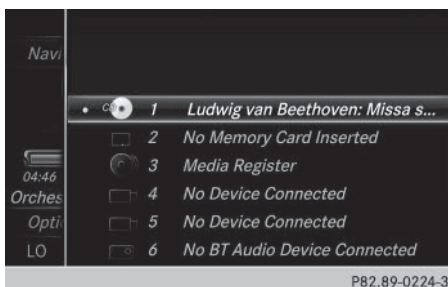 Navi
CD 1 Ludwig van Beethoven: Missa s...
2 No Memory Card Inserted
3 Media Register
04:46
4 No Device Connected
Orches
5 No Device Connected
Opti
LO
6 No BT Audio Device Connected
P82.89-0224-3